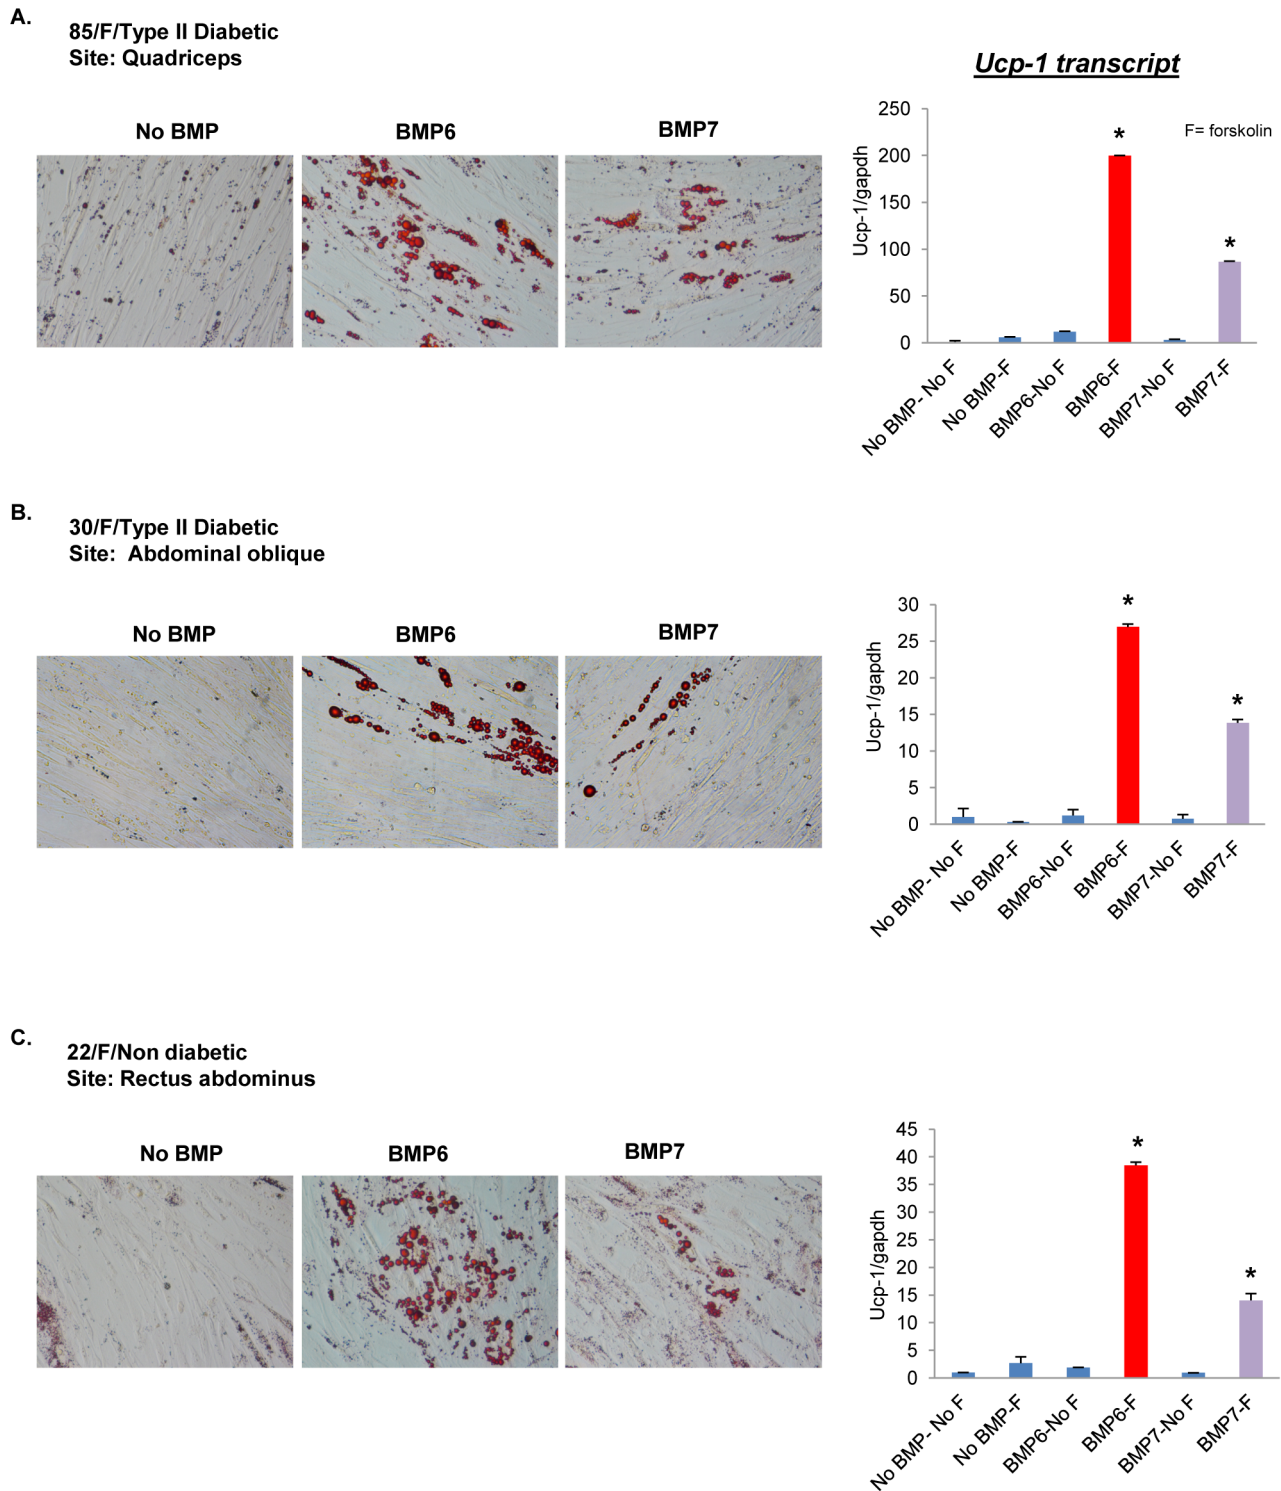 A.
85/F/Type II Diabetic
Site: Quadriceps
No BMP
BMP6
BMP7
Ucp-1 transcript
F= forskolin
Ucp-1/gapdh
250
200
150
100
50
0
No BMP- No F
No BMP-F
BMP6-No F
BMP6-F
BMP7-No F
BMP7-F
*
*
B.
30/F/Type II Diabetic
Site:  Abdominal oblique
No BMP
BMP6
BMP7
Ucp-1/gapdh
30
25
20
15
10
5
0
No BMP- No F
No BMP-F
BMP6-No F
BMP6-F
BMP7-No F
BMP7-F
*
*
C.
22/F/Non diabetic
Site: Rectus abdominus
No BMP
BMP6
BMP7
Ucp-1/gapdh
45
40
35
30
25
20
15
10
5
0
No BMP- No F
No BMP-F
BMP6-No F
BMP6-F
BMP7-No F
BMP7-F
*
*